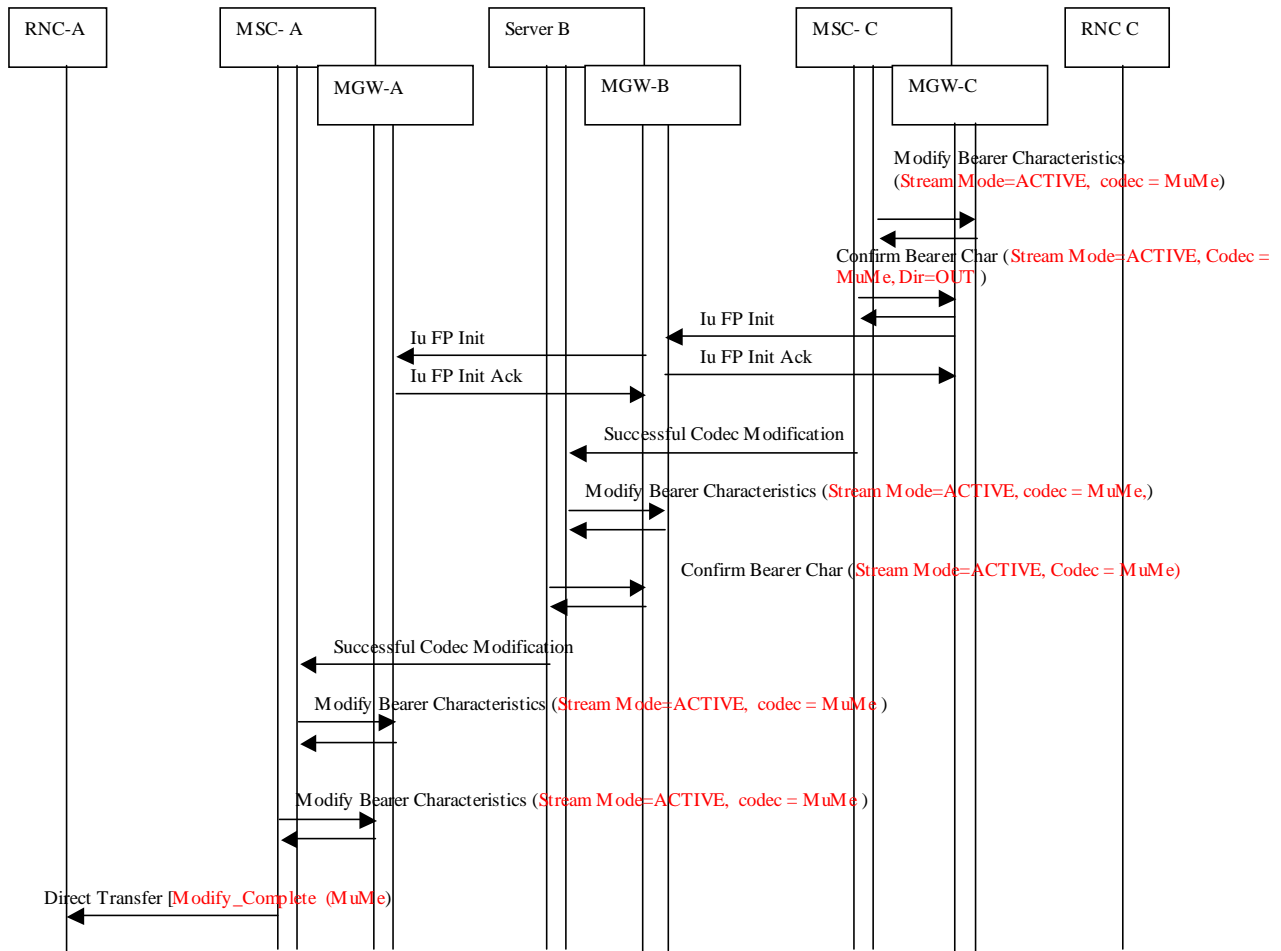 RNC-A
MSC- A
Server B
MSC- C
RNC C
MGW-A
MGW-B
MGW-C
Modify Bearer Characteristics
(Stream Mode=ACTIVE, codec = MuMe)
Confirm Bearer Char (Stream Mode=ACTIVE, Codec =
MuMe, Dir=OUT )
Iu FP Init
Iu FP Init
Iu FP Init Ack
Iu FP Init Ack
Successful Codec Modification
Modify Bearer Characteristics (Stream Mode=ACTIVE, codec = MuMe,)
Confirm Bearer Char (Stream Mode=ACTIVE, Codec = MuMe)
Successful Codec Modification
Modify Bearer Characteristics (Stream Mode=ACTIVE, codec = MuMe )
Modify Bearer Characteristics (Stream Mode=ACTIVE, codec = MuMe )
Direct Transfer [Modify_Complete (MuMe)